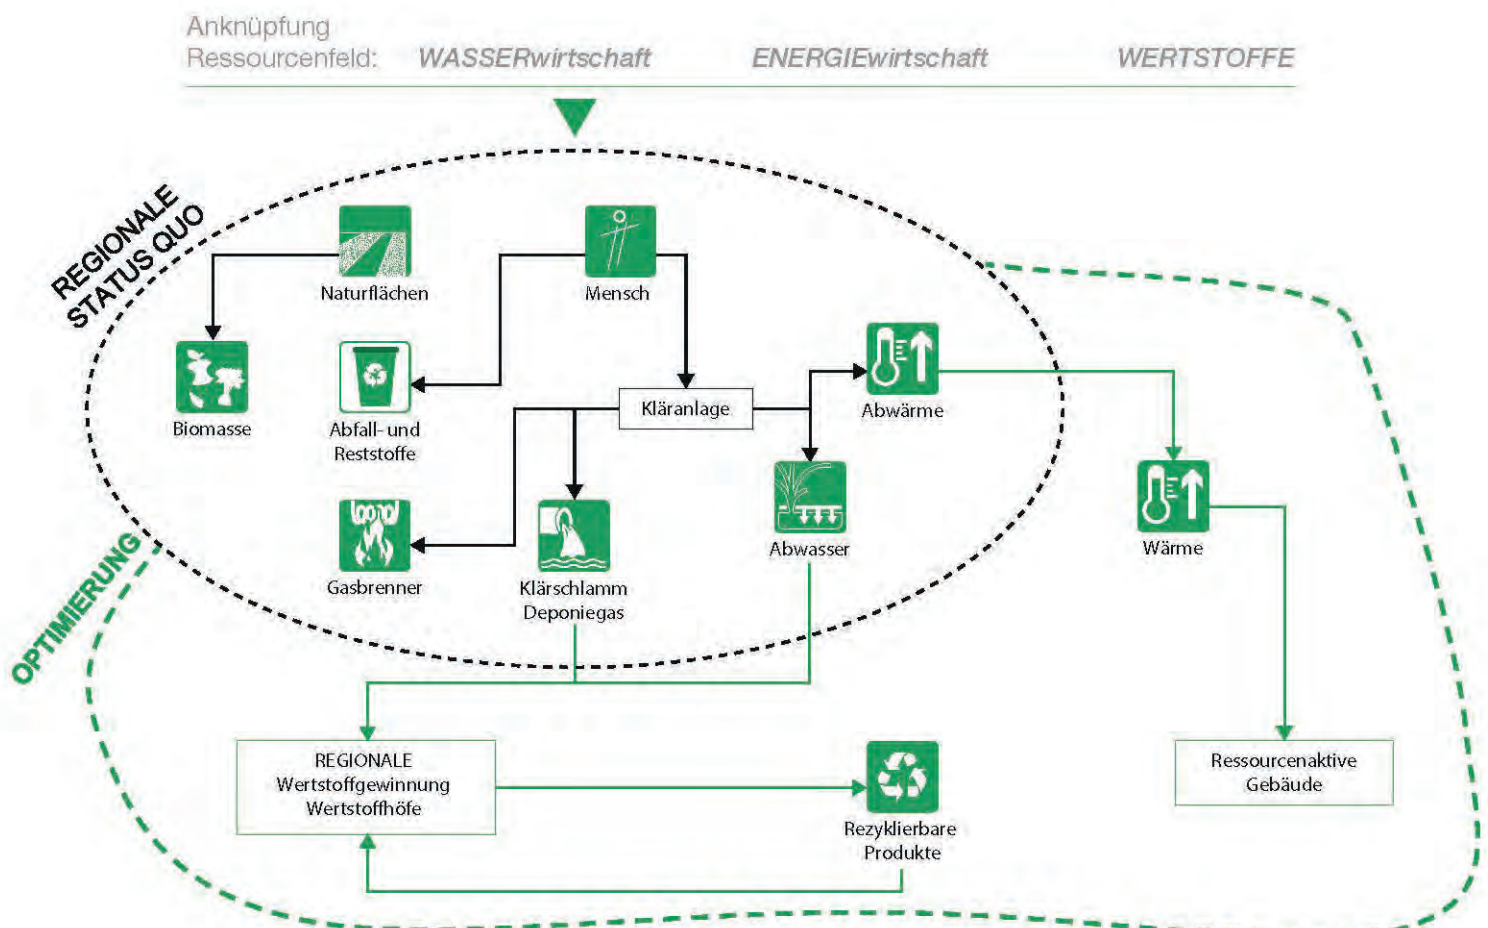 Anknüpfung
Ressourcenfeld: WASSERwirtschaft ENERGIEwirtschaft WERTSTOFFE
REGIONALE
STATUS QUO
Naturflächen
Mensch
Biomasse
Abfall- und
Reststoffe
Kläranlage
Abwärme
Gasbrenner
Klärschlamm
Deponiegas
Abwasser
Wärme
OPTIMIERUNG
REGIONALE
Wertstoffgewinnung
Wertstoffhöfe
Rezyklierbare
Produkte
Ressourcenaktive
Gebäude